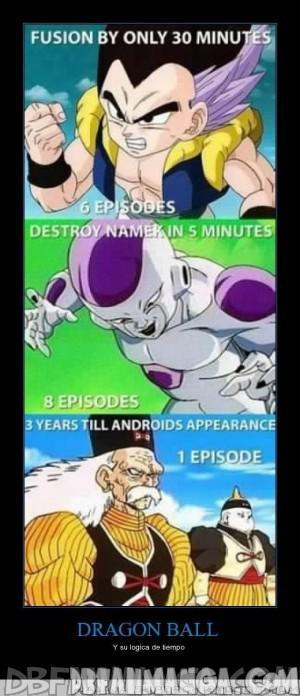 FUSION BY ONLY 30 MINUTES
6 EPISODES
DESTROY NAMEK IN 5 MINUTES
8 EPISODES
3 YEARS TILL ANDROIDS APPEARANCE
1 EPISODE
DRAGON BALL
Y su logica de tiempo